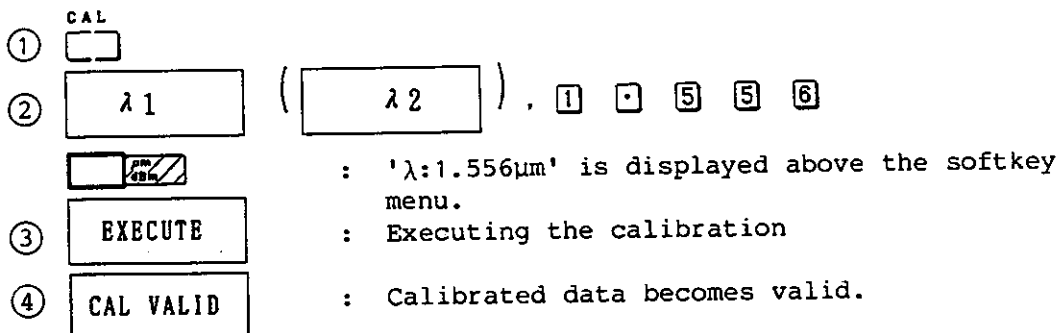 CAL
①
② λ1 ( λ2 ) . 1 · 5 5 6
μm dBm : 'λ:1.556μm' is displayed above the softkey
menu.
③ EXECUTE : Executing the calibration
④ CAL VALID : Calibrated data becomes valid.